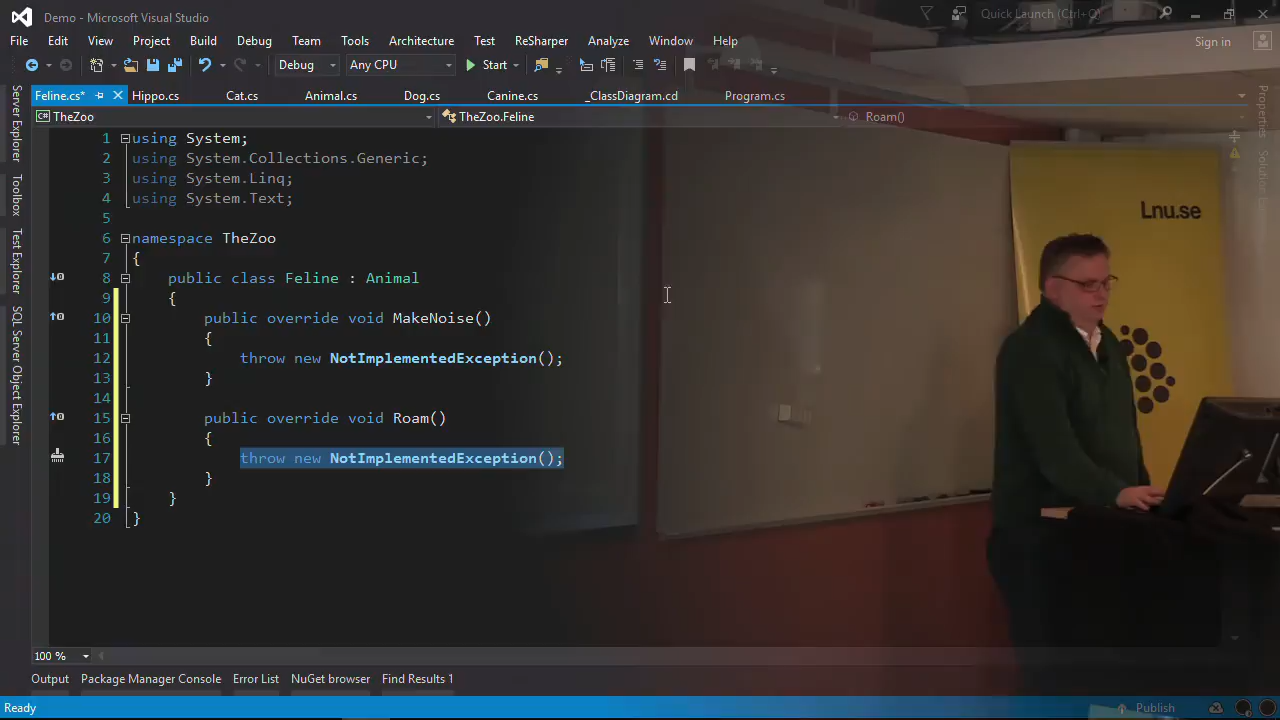 Demo - Microsoft Visual Studio
Quick Launch (Ctrl+Q)
File Edit View Project Build Debug Team Tools Architecture Test ReSharper Analyze Window Help
Sign in
Debug Any CPU Start
Feline.cs* Hippo.cs Cat.cs Animal.cs Dog.cs Canine.cs _ClassDiagram.cd Program.cs
TheZoo TheZoo.Feline Roam()
Server Explorer
Toolbox
Test Explorer
SQL Server Object Explorer
1 using System;
2 using System.Collections.Generic;
3 using System.Linq;
4 using System.Text;
5
6 namespace TheZoo
7 {
8 public class Feline : Animal
9 {
10 public override void MakeNoise()
11 {
12 throw new NotImplementedException();
13 }
14
15 public override void Roam()
16 {
17 throw new NotImplementedException();
18 }
19 }
20 }
Lnu.se
Properties
100 %
Output Package Manager Console Error List NuGet browser Find Results 1
Ready
Publish